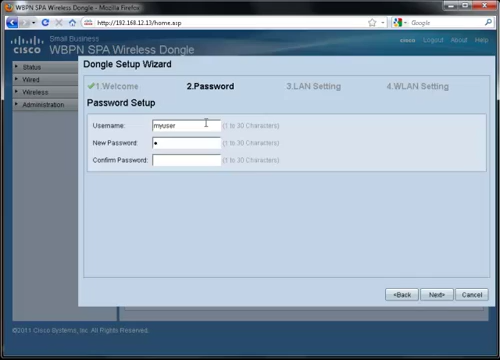 WBPN SPA Wireless Dongle - Mozilla Firefox
http://192.168.12.13/home.asp
Google
Small Business
CISCO
WBPN SPA Wireless Dongle
cisco Logout About Help
Status
Wired
Wireless
Administration
Dongle Setup Wizard
1.Welcome 2.Password 3.LAN Setting 4.WLAN Setting
Password Setup
Username: myuser (1 to 30 Characters)
New Password: • (1 to 30 Characters)
Confirm Password: (1 to 30 Characters)
<Back Next> Cancel
©2011 Cisco Systems, Inc. All Rights Reserved.